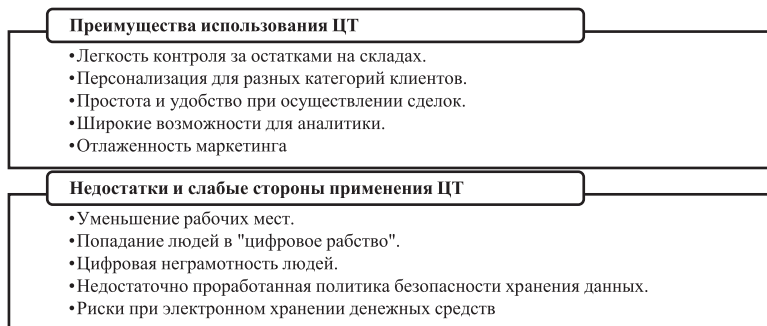 Преимущества использования ЦТ
•Легкость контроля за остатками на складах.
•Персонализация для разных категорий клиентов.
•Простота и удобство при осуществлении сделок.
•Широкие возможности для аналитики.
•Отлаженность маркетинга
Недостатки и слабые стороны применения ЦТ
•Уменьшение рабочих мест.
•Попадание людей в "цифровое рабство".
•Цифровая неграмотность людей.
•Недостаточно проработанная политика безопасности хранения данных.
•Риски при электронном хранении денежных средств